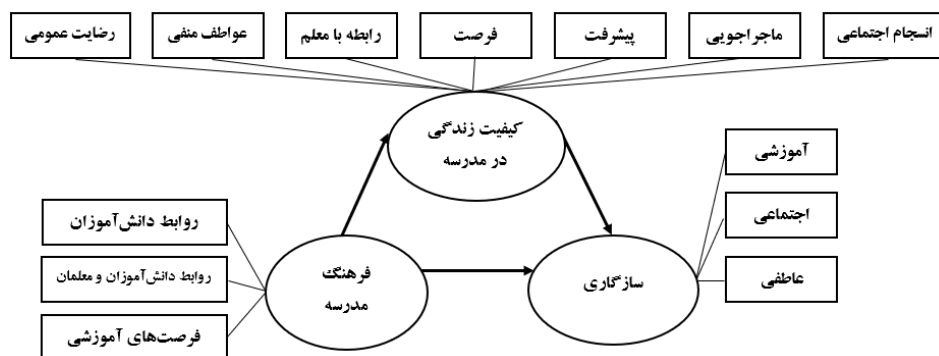 انسجام اجتماعی
ماجراجویی
پیشرفت
فرصت
رابطه با معلم
عواطف منفی
رضایت عمومی
کیفیت زندگی
در مدرسه
آموزشی
اجتماعی
عاطفی
سازگاری
فرهنگ
مدرسه
روابط دانش‌آموزان
روابط دانش‌آموزان و معلمان
فرصت‌های آموزشی